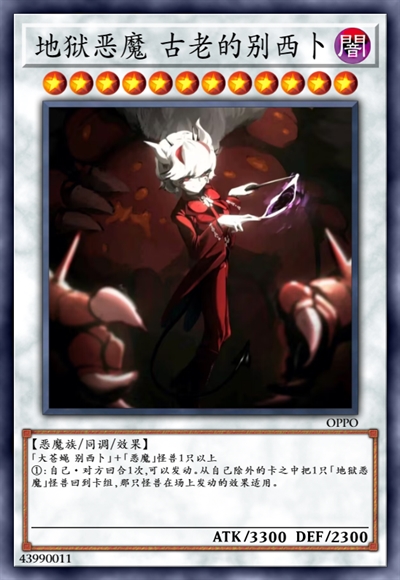 地狱恶魔 古老的别西卜 闇
OPPO
【恶魔族/同调/效果】
「大苍蝇 别西卜」+「恶魔」怪兽1只以上
①:自己・对方回合1次,可以发动。从自己除外的卡之中把1只「地狱恶
魔」怪兽回到卡组,那只怪兽在场上发动的效果适用。
ATK/3300 DEF/2300
43990011